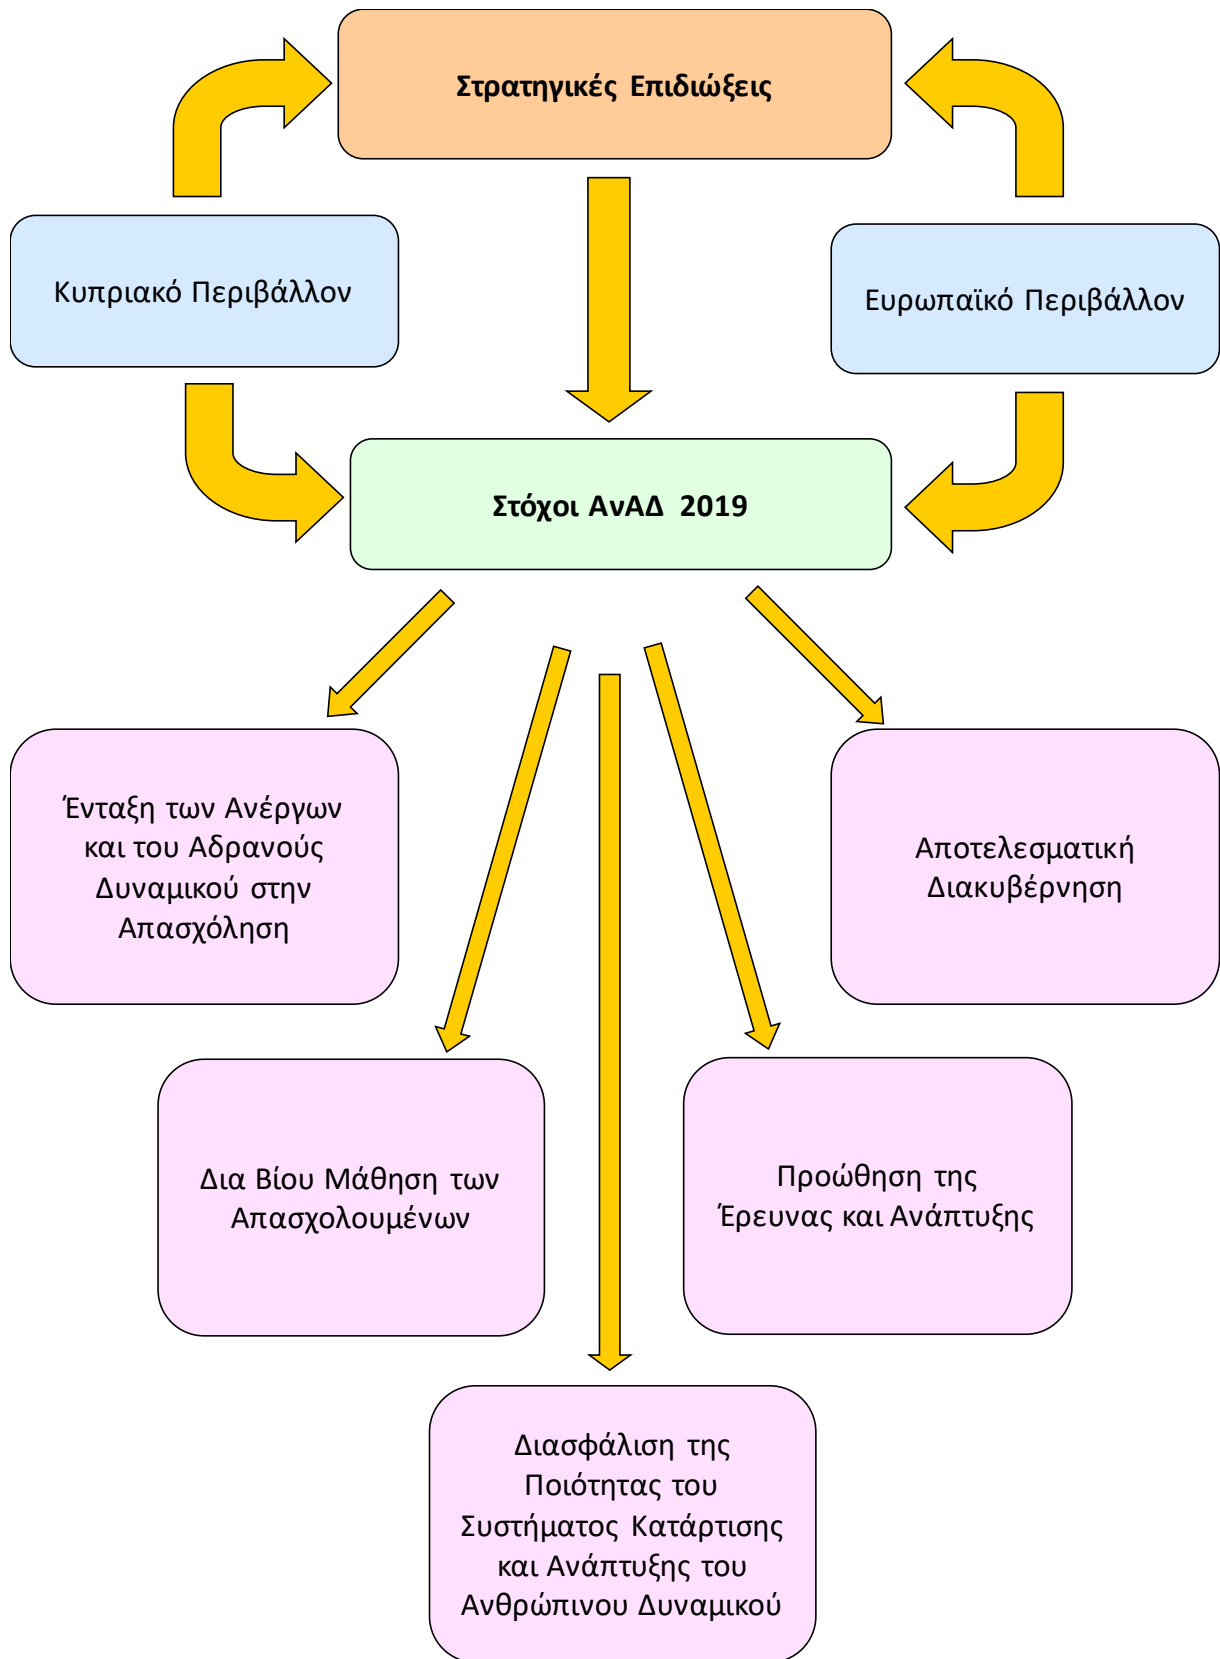 Στρατηγικές Επιδιώξεις
Κυπριακό Περιβάλλον
Ευρωπαϊκό Περιβάλλον
Στόχοι ΑνΑΔ 2019
Ένταξη των Ανέργων
και του Αδρανούς
Δυναμικού στην
Απασχόληση
Αποτελεσματική
Διακυβέρνηση
Δια Βίου Μάθηση των
Απασχολουμένων
Προώθηση της
Έρευνας και Ανάπτυξης
Διασφάλιση της
Ποιότητας του
Συστήματος Κατάρτισης
και Ανάπτυξης του
Ανθρώπινου Δυναμικού